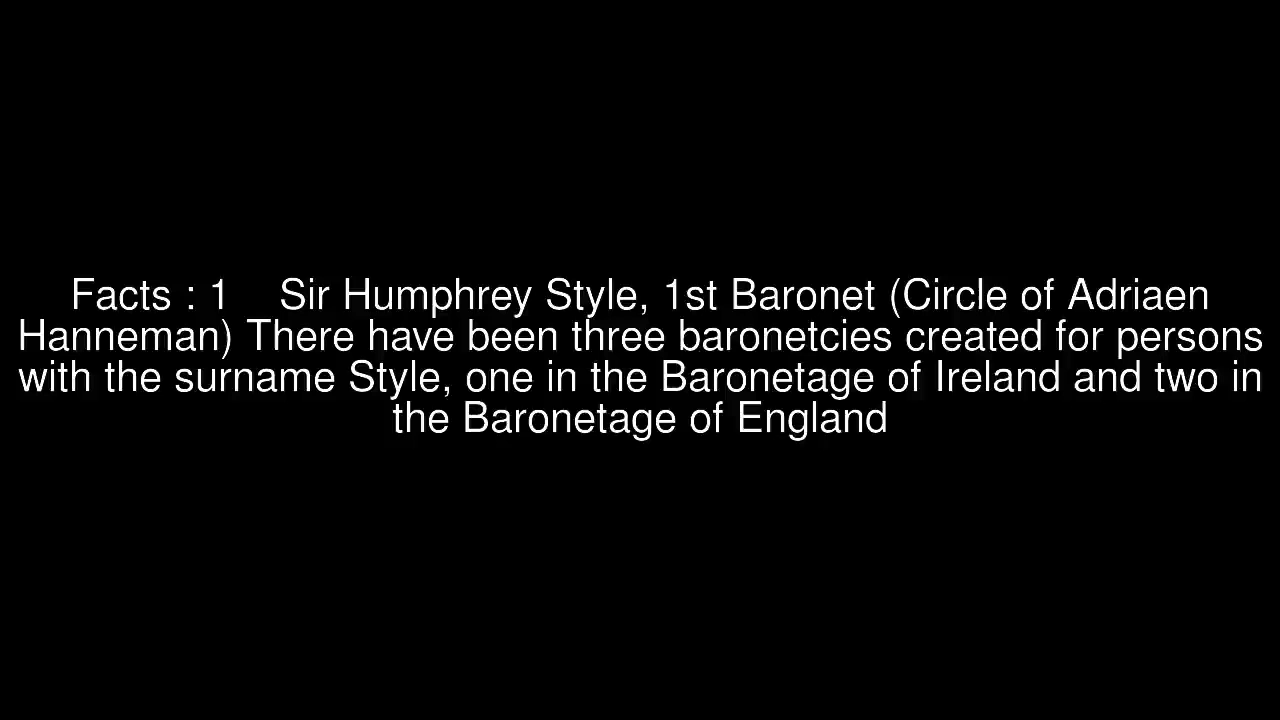 Facts : 1    Sir Humphrey Style, 1st Baronet (Circle of Adriaen
Hanneman) There have been three baronetcies created for persons
with the surname Style, one in the Baronetage of Ireland and two in
the Baronetage of England